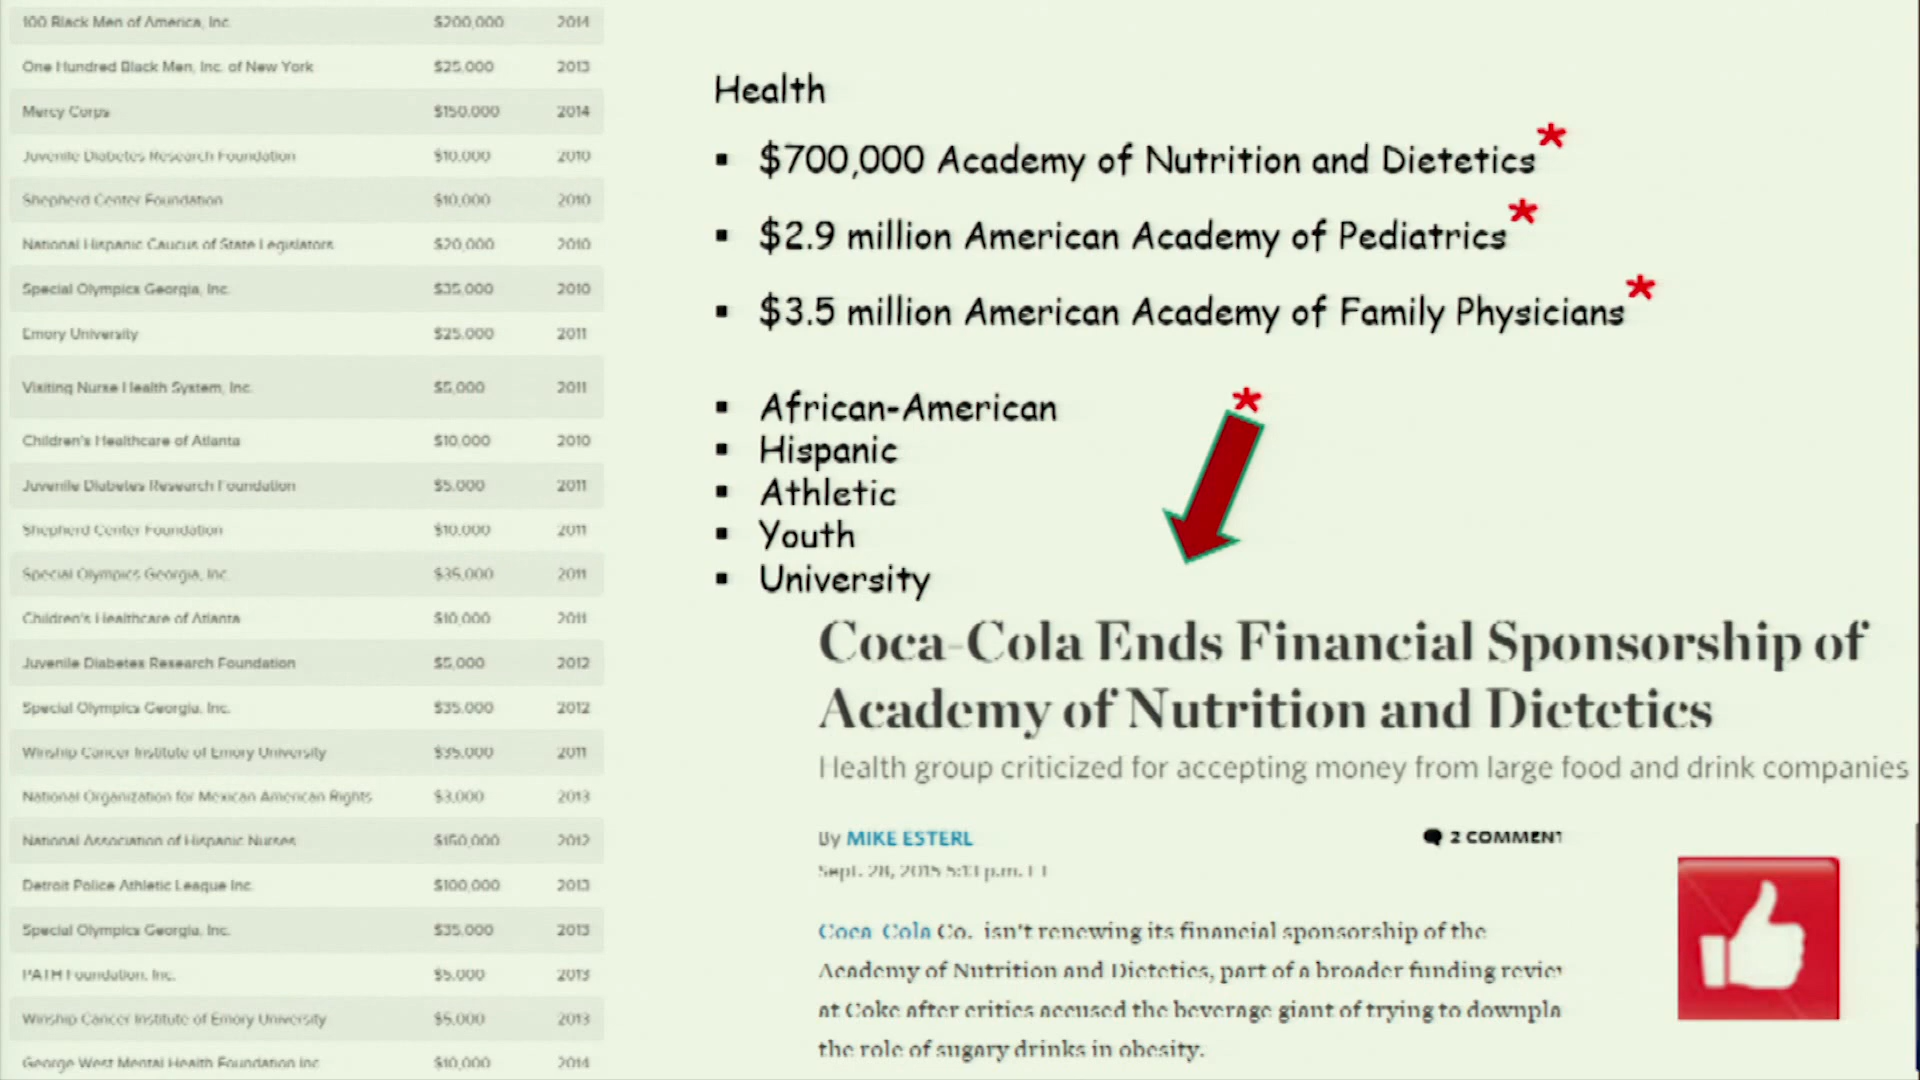 100 Black Men of America, Inc. $200,000 2014
One Hundred Black Men, Inc. of New York $25,000 2013
Mercy Corps $150,000 2014
Juvenile Diabetes Research Foundation $10,000 2010
Shepherd Center Foundation $10,000 2010
National Hispanic Caucus of State Legislators $20,000 2010
Special Olympics Georgia, Inc. $35,000 2010
Emory University $25,000 2011
Visiting Nurse Health System, Inc. $5,000 2011
Children's Healthcare of Atlanta $10,000 2010
Juvenile Diabetes Research Foundation $5,000 2011
Shepherd Center Foundation $10,000 2011
Special Olympics Georgia, Inc. $35,000 2011
Children's Healthcare of Atlanta $10,000 2011
Juvenile Diabetes Research Foundation $5,000 2012
Special Olympics Georgia, Inc. $35,000 2012
Winship Cancer Institute of Emory University $35,000 2011
National Organization for Mexican American Rights $3,000 2013
National Association of Hispanic Nurses $150,000 2012
Detroit Police Athletic League Inc. $100,000 2013
Special Olympics Georgia, Inc. $35,000 2013
PATH Foundation, Inc. $5,000 2013
Winship Cancer Institute of Emory University $5,000 2013
George West Mental Health Foundation Inc $10,000 2014
Health
▪ $700,000 Academy of Nutrition and Dietetics*
▪ $2.9 million American Academy of Pediatrics*
▪ $3.5 million American Academy of Family Physicians*
▪ African-American *
▪ Hispanic
▪ Athletic
▪ Youth
▪ University
Coca-Cola Ends Financial Sponsorship of
Academy of Nutrition and Dietetics
Health group criticized for accepting money from large food and drink companies
By MIKE ESTERL 2 COMMENT
Sept. 28, 2015 5:13 p.m. ET
Coca-Cola Co. isn't renewing its financial sponsorship of the
Academy of Nutrition and Dietetics, part of a broader funding review
at Coke after critics accused the beverage giant of trying to downpla
the role of sugary drinks in obesity.